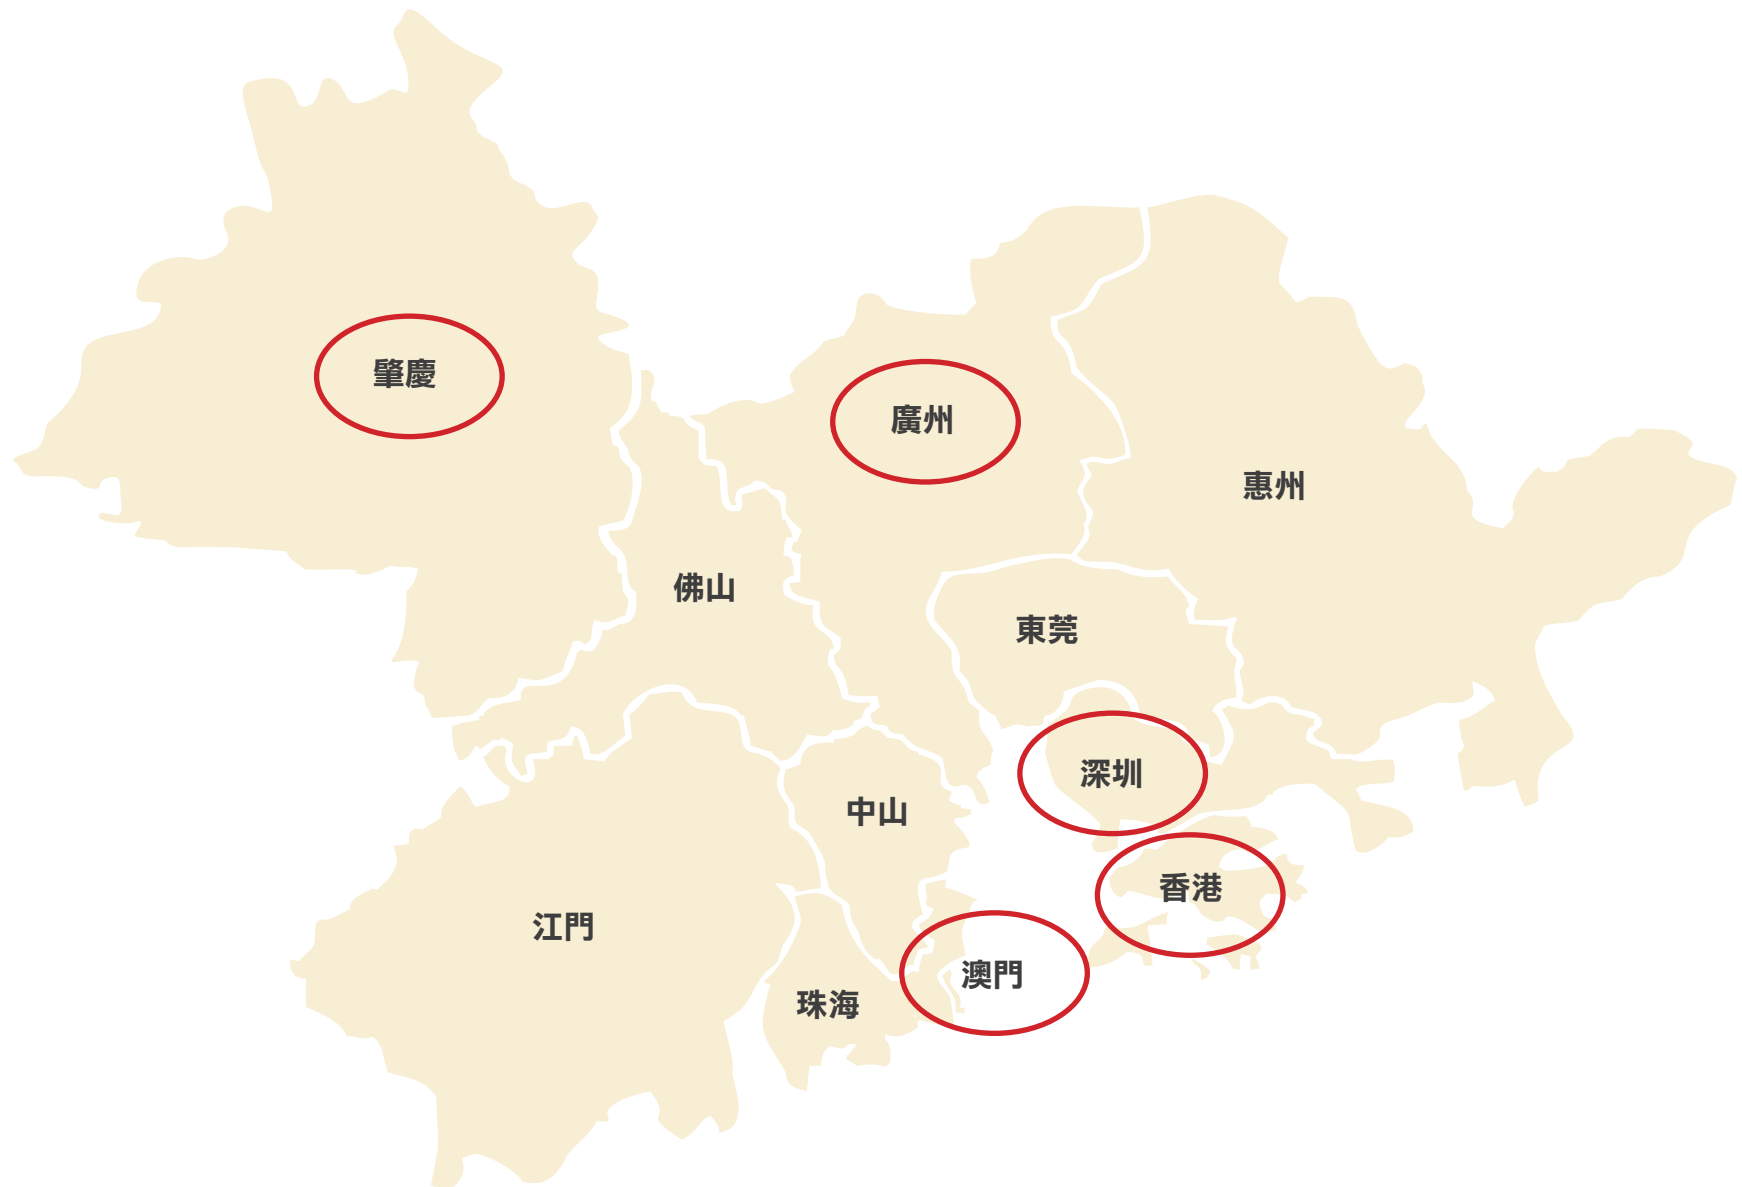 肇慶
廣州
惠州
佛山
東莞
深圳
中山
香港
江門
澳門
珠海